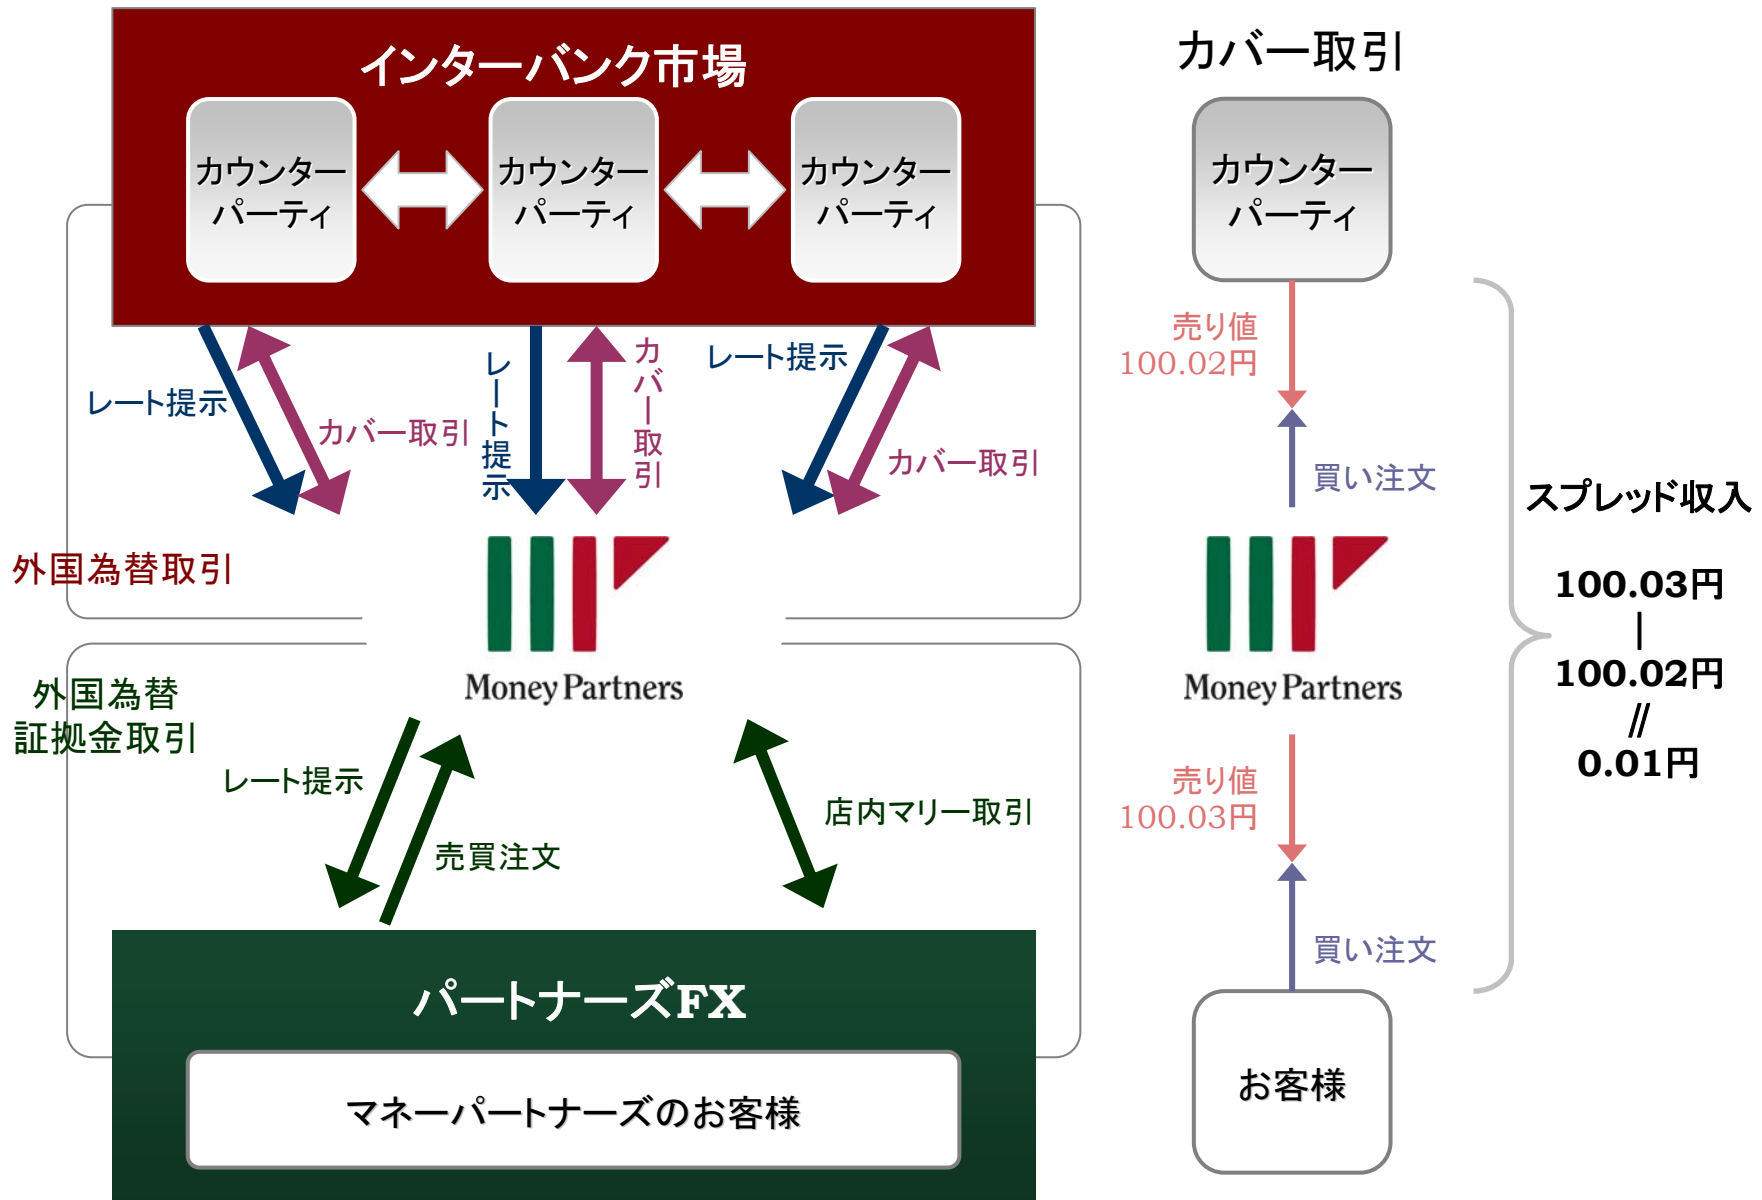 インターバンク市場
カウンター
パーティ
カウンター
パーティ
カウンター
パーティ
レート提示
カバー取引
レート提示
カバー取引
レート提示
カバー取引
外国為替取引
Money Partners
外国為替
証拠金取引
レート提示
売買注文
店内マリー取引
パートナーズFX
マネーパートナーズのお客様
カバー取引
カウンター
パーティ
売り値
100.02円
買い注文
Money Partners
売り値
100.03円
買い注文
お客様
スプレッド収入
100.03円
|
100.02円
//
0.01円